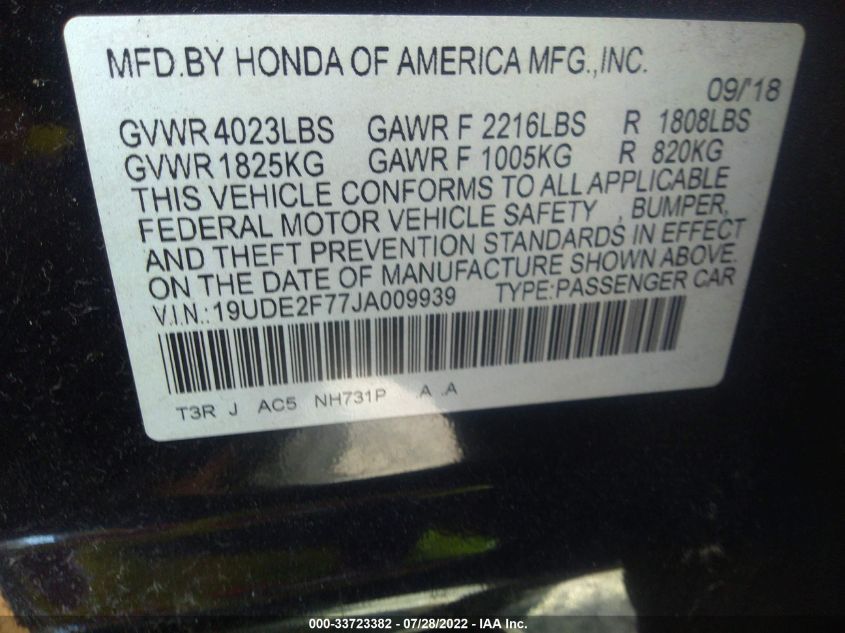 MFD.BY HONDA OF AMERICA MFG.,INC.
09/'18
GVWR 4023LBS GAWR F 2216LBS R 1808LBS
GVWR 1825KG GAWR F 1005KG R 820KG
THIS VEHICLE CONFORMS TO ALL APPLICABLE
FEDERAL MOTOR VEHICLE SAFETY , BUMPER,
AND THEFT PREVENTION STANDARDS IN EFFECT
ON THE DATE OF MANUFACTURE SHOWN ABOVE.
V.I.N.:19UDE2F77JA009939 TYPE:PASSENGER CAR
T3R J AC5 NH731P A .A
000-33723382 / 07/28/2022 - IAA Inc.